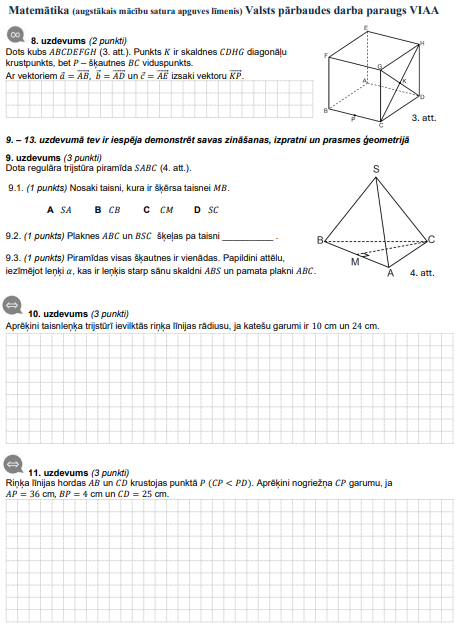 Matemātika (augstākais mācību satura apguves līmenis) Valsts pārbaudes darba paraugs VIAA
8. uzdevums (2 punkti)
Dots kubs ABCDEFGH (3. att.). Punkts K ir skaldnes CDHG diagonāļu
krustpunkts, bet P – šķautnes BC viduspunkts.
Ar vektoriem a⃗ = AB⃗, b⃗ = AD⃗ un c⃗ = AE⃗ izsaki vektoru KP⃗.
E
H
F
G
A
K
D
B
P
C
3. att.
9. – 13. uzdevumā tev ir iespēja demonstrēt savas zināšanas, izpratni un prasmes ģeometrijā
9. uzdevums (3 punkti)
Dota regulāra trijstūra piramīda SABC (4. att.).
9.1. (1 punkts) Nosaki taisni, kura ir šķērsa taisnei MB.
A SA B CB C CM D SC
9.2. (1 punkts) Plaknes ABC un BSC šķeļas pa taisni __________ .
9.3. (1 punkts) Piramīdas visas šķautnes ir vienādas. Papildini attēlu,
iezīmējot leņķi α, kas ir leņķis starp sānu skaldni ABS un pamata plakni ABC.
S
B
C
M
A
4. att.
10. uzdevums (3 punkti)
Aprēķini taisnleņķa trijstūrī ievilktās riņķa līnijas rādiusu, ja katešu garumi ir 10 cm un 24 cm.
11. uzdevums (3 punkti)
Riņķa līnijas hordas AB un CD krustojas punktā P (CP < PD). Aprēķini nogriežņa CP garumu, ja
AP = 36 cm, BP = 4 cm un CD = 25 cm.